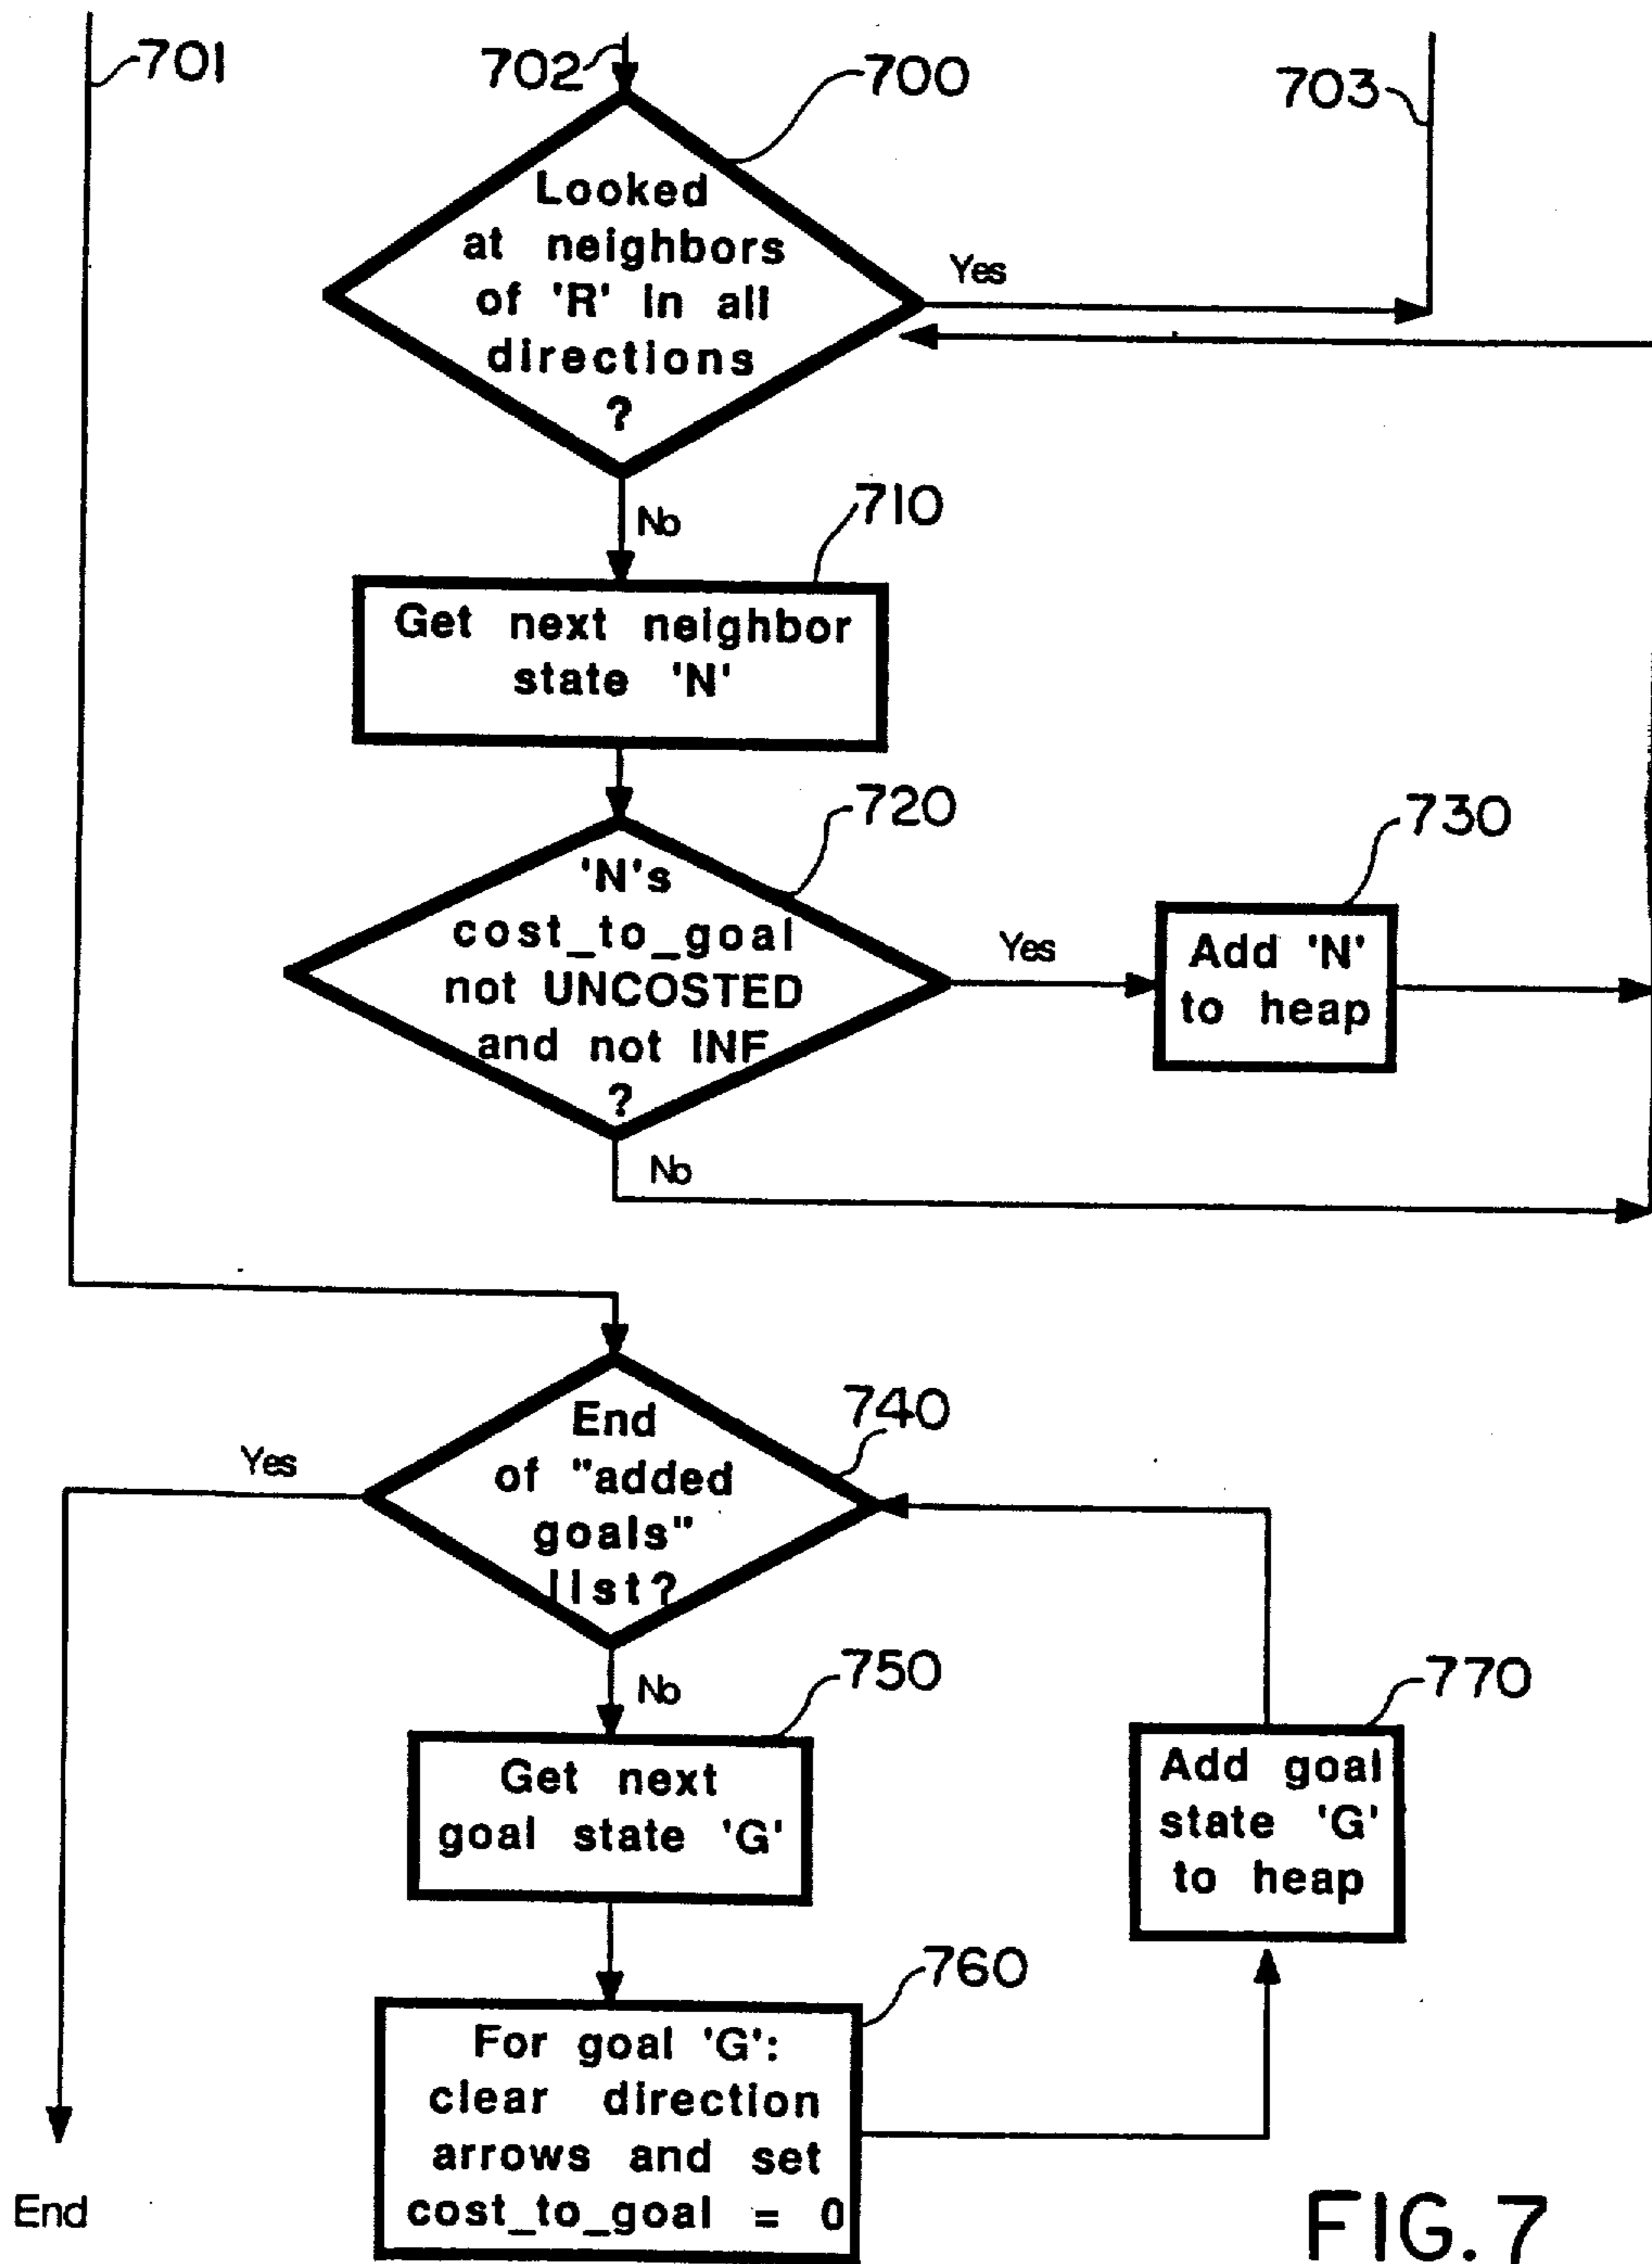 701
702
700
703
Looked
at neighbors
of 'R' in all
directions
?
Yes
No
710
Get next neighbor
state 'N'
720
730
'N's
cost_to_goal
not UNCOSTED
and not INF
?
Yes
Add 'N'
to heap
No
740
End
of "added
goals"
list?
Yes
No
750
770
Get next
goal state 'G'
Add goal
state 'G'
to heap
760
For goal 'G':
clear direction
arrows and set
cost_to_goal = 0
End
FIG. 7